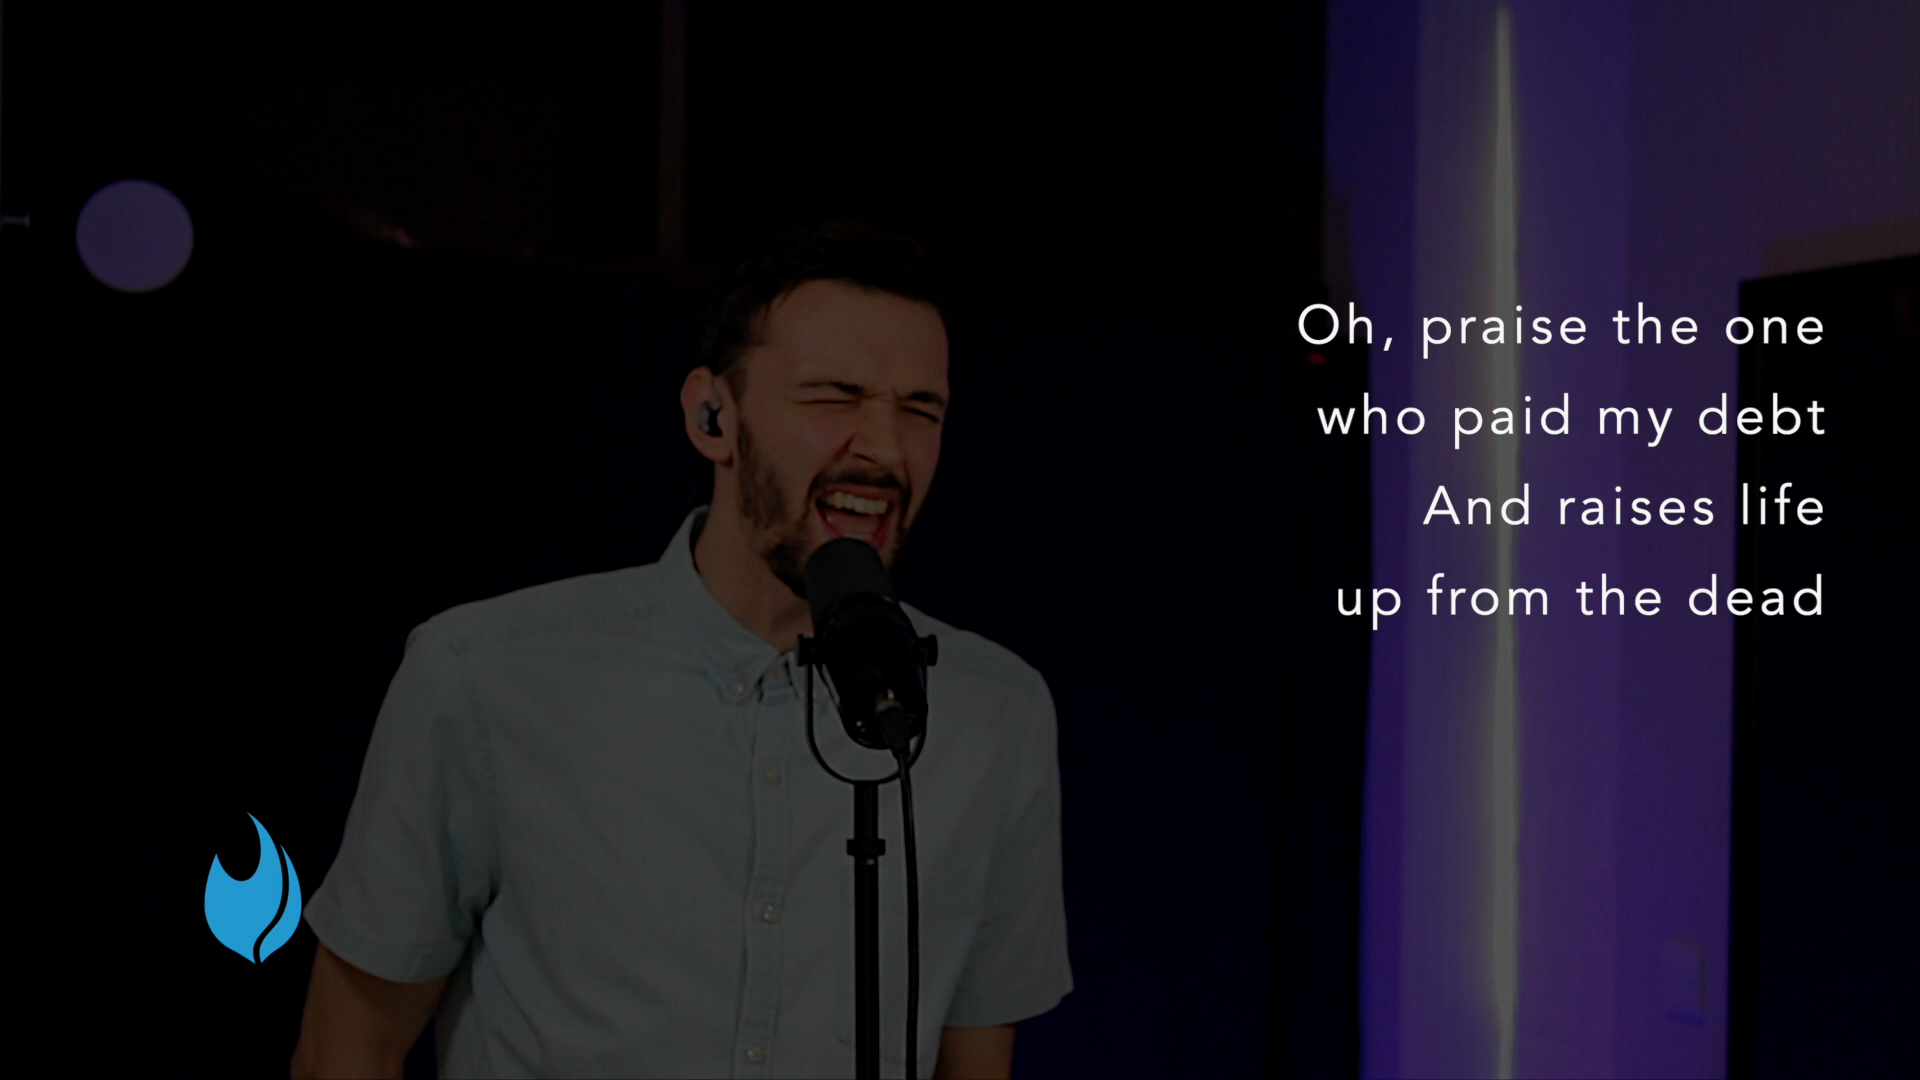 Oh, praise the one
who paid my debt
And raises life
up from the dead